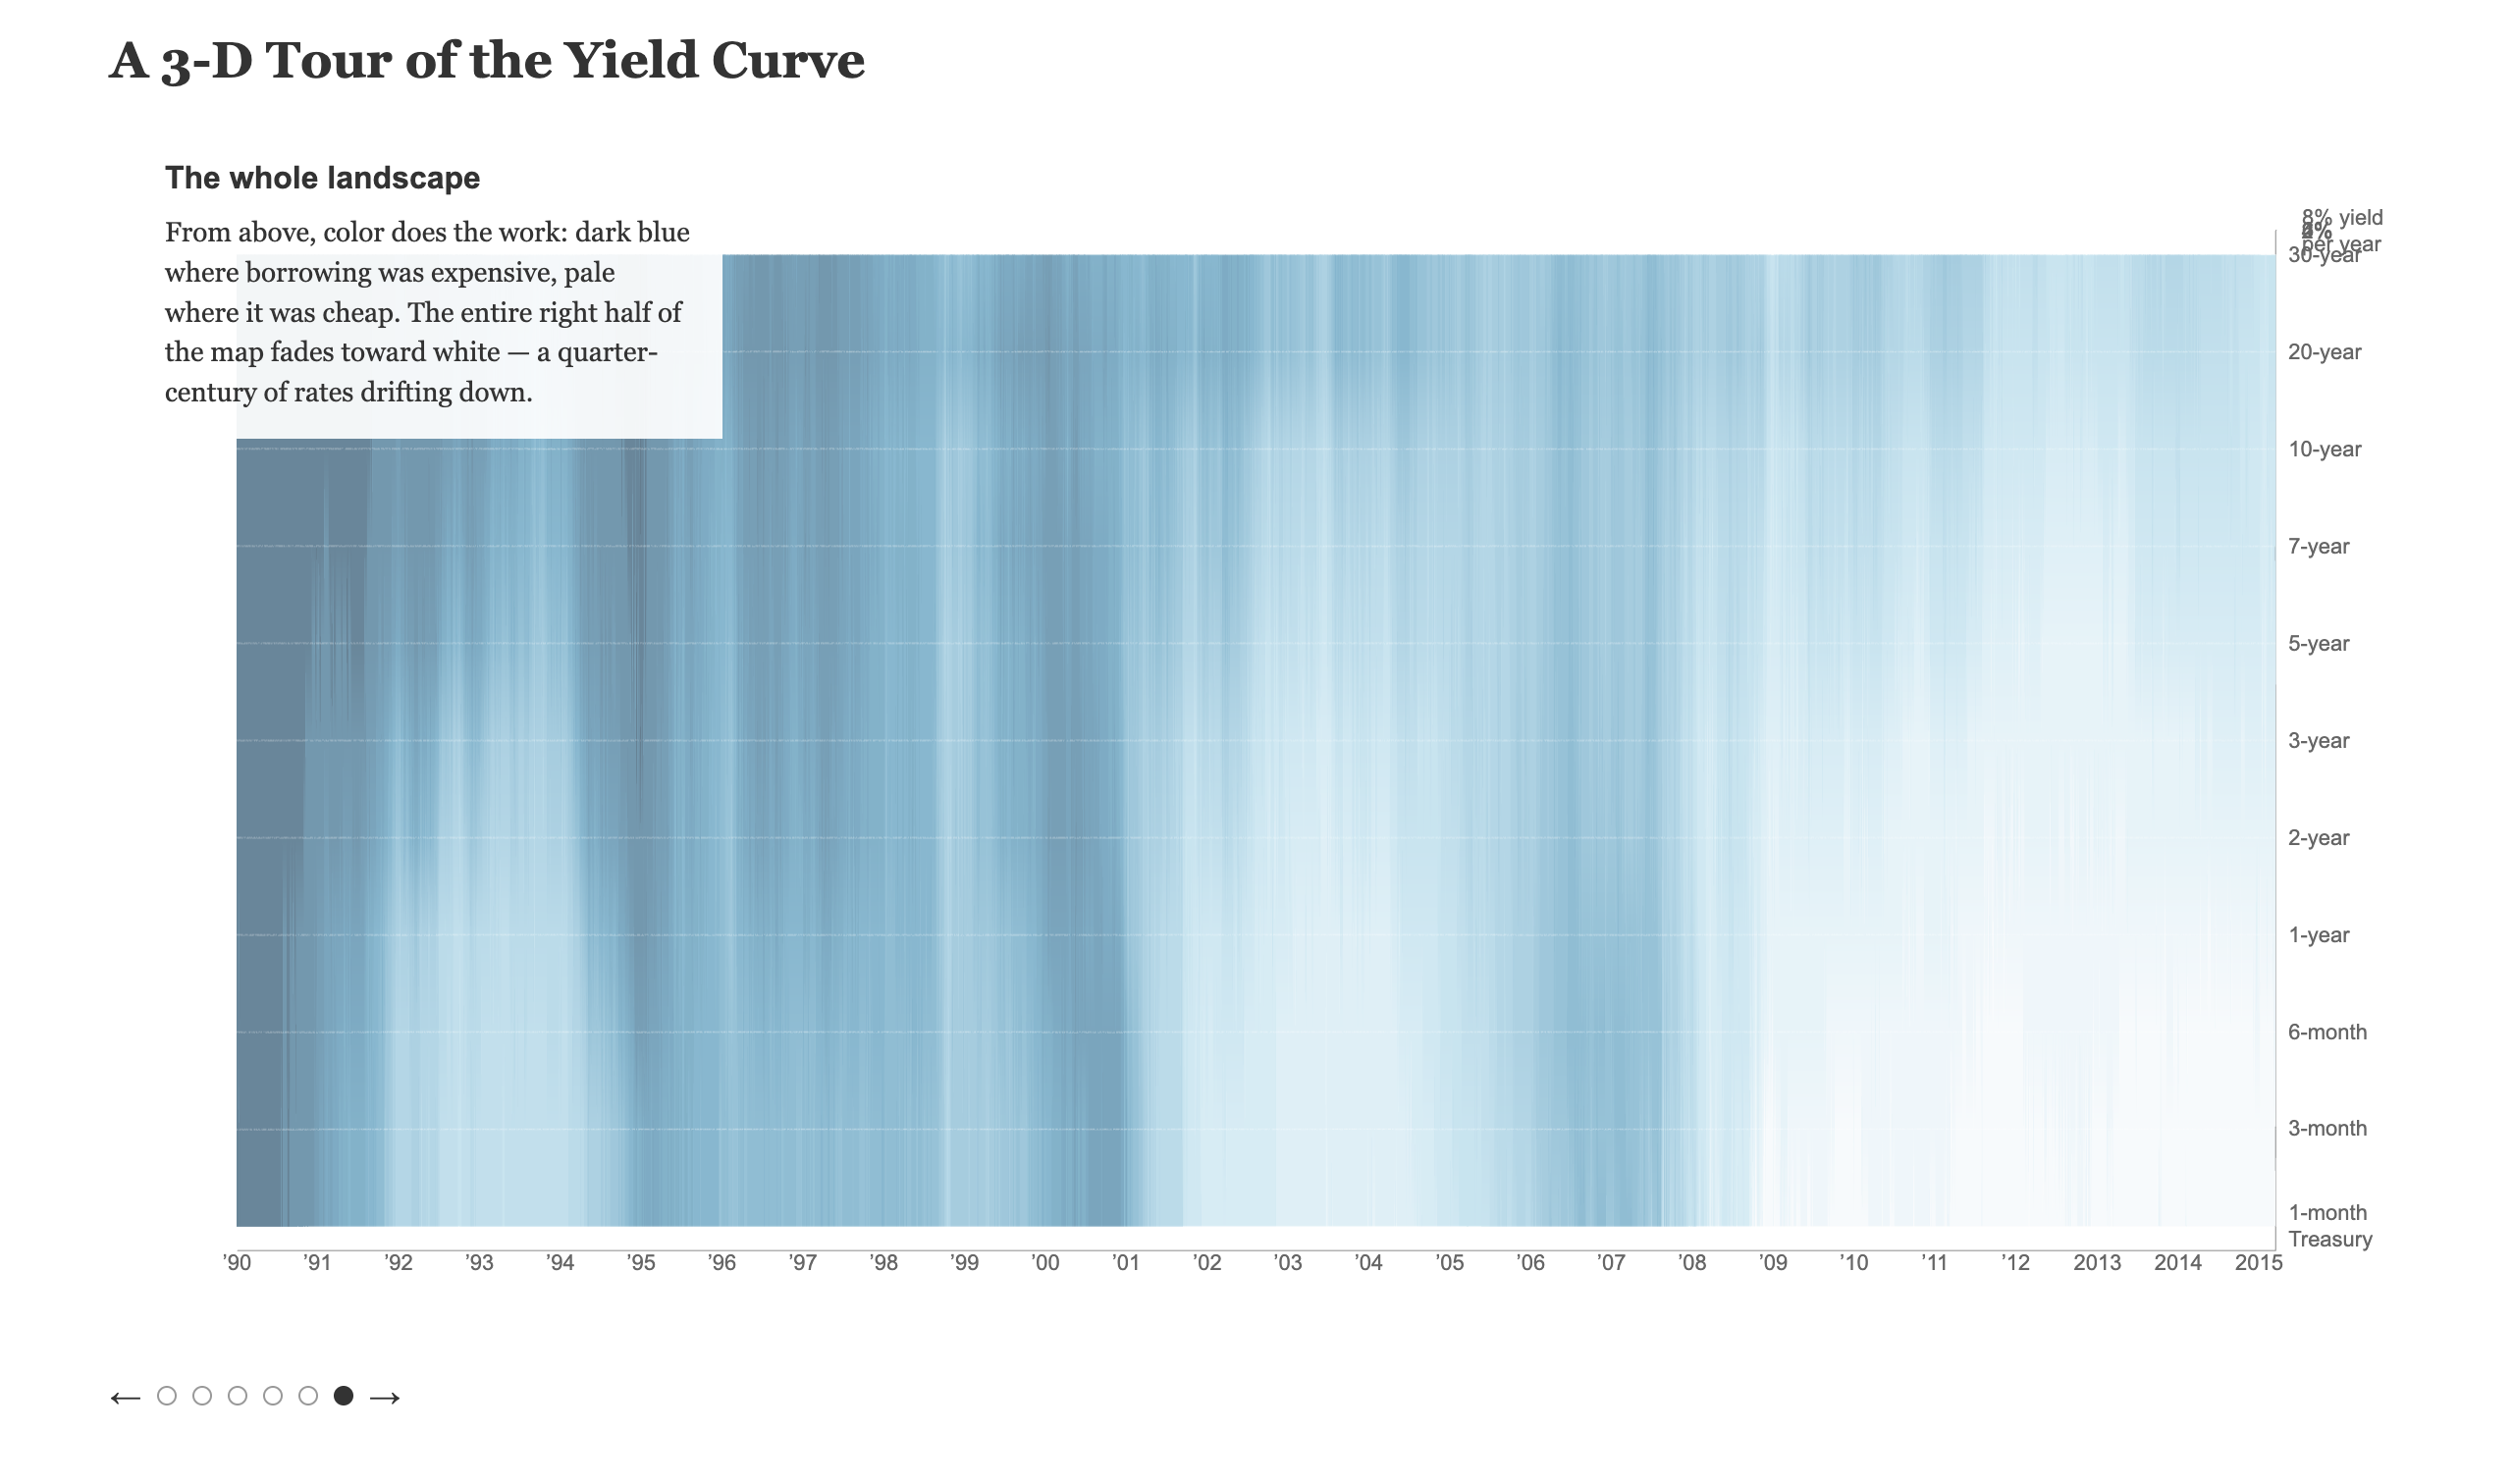 A 3-D Tour of the Yield Curve
The whole landscape
From above, color does the work: dark blue
where borrowing was expensive, pale
where it was cheap. The entire right half of
the map fades toward white — a quarter-
century of rates drifting down.
8% yield
per year
30-year
20-year
10-year
7-year
5-year
3-year
2-year
1-year
6-month
3-month
1-month
Treasury
’90 ’91 ’92 ’93 ’94 ’95 ’96 ’97 ’98 ’99 ’00 ’01 ’02 ’03 ’04 ’05 ’06 ’07 ’08 ’09 ’10 ’11 ’12 2013 2014 2015